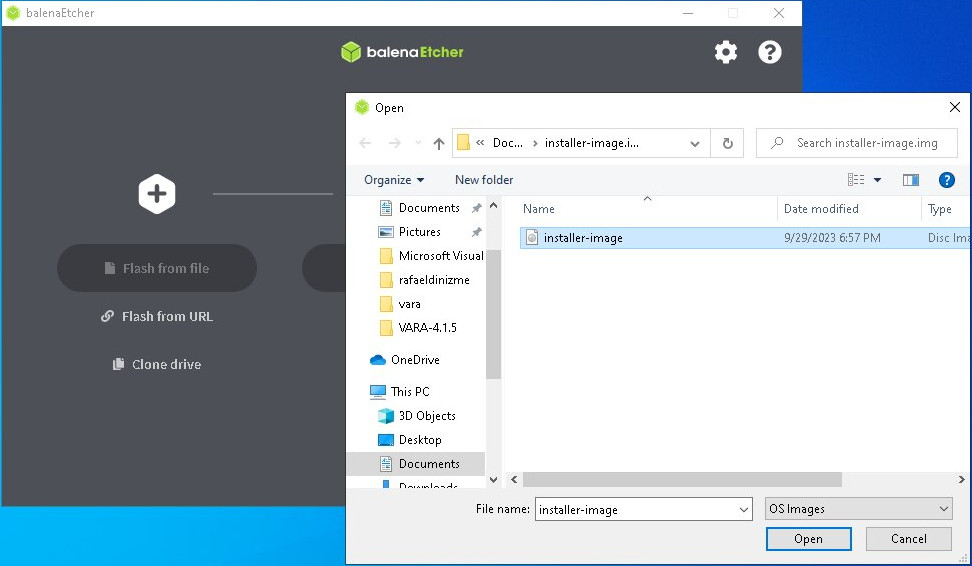 balenaEtcher
balenaEtcher
Open
« Doc... › installer-image.i...
Search installer-image.img
Organize
New folder
Name
Date modified
Type
Documents
Pictures
Microsoft Visual
rafaeldinizme
vara
VARA-4.1.5
OneDrive
This PC
3D Objects
Desktop
Documents
Downloads
installer-image
9/29/2023 6:57 PM
Disc Ima
Flash from file
Flash from URL
Clone drive
File name:
installer-image
OS Images
Open
Cancel